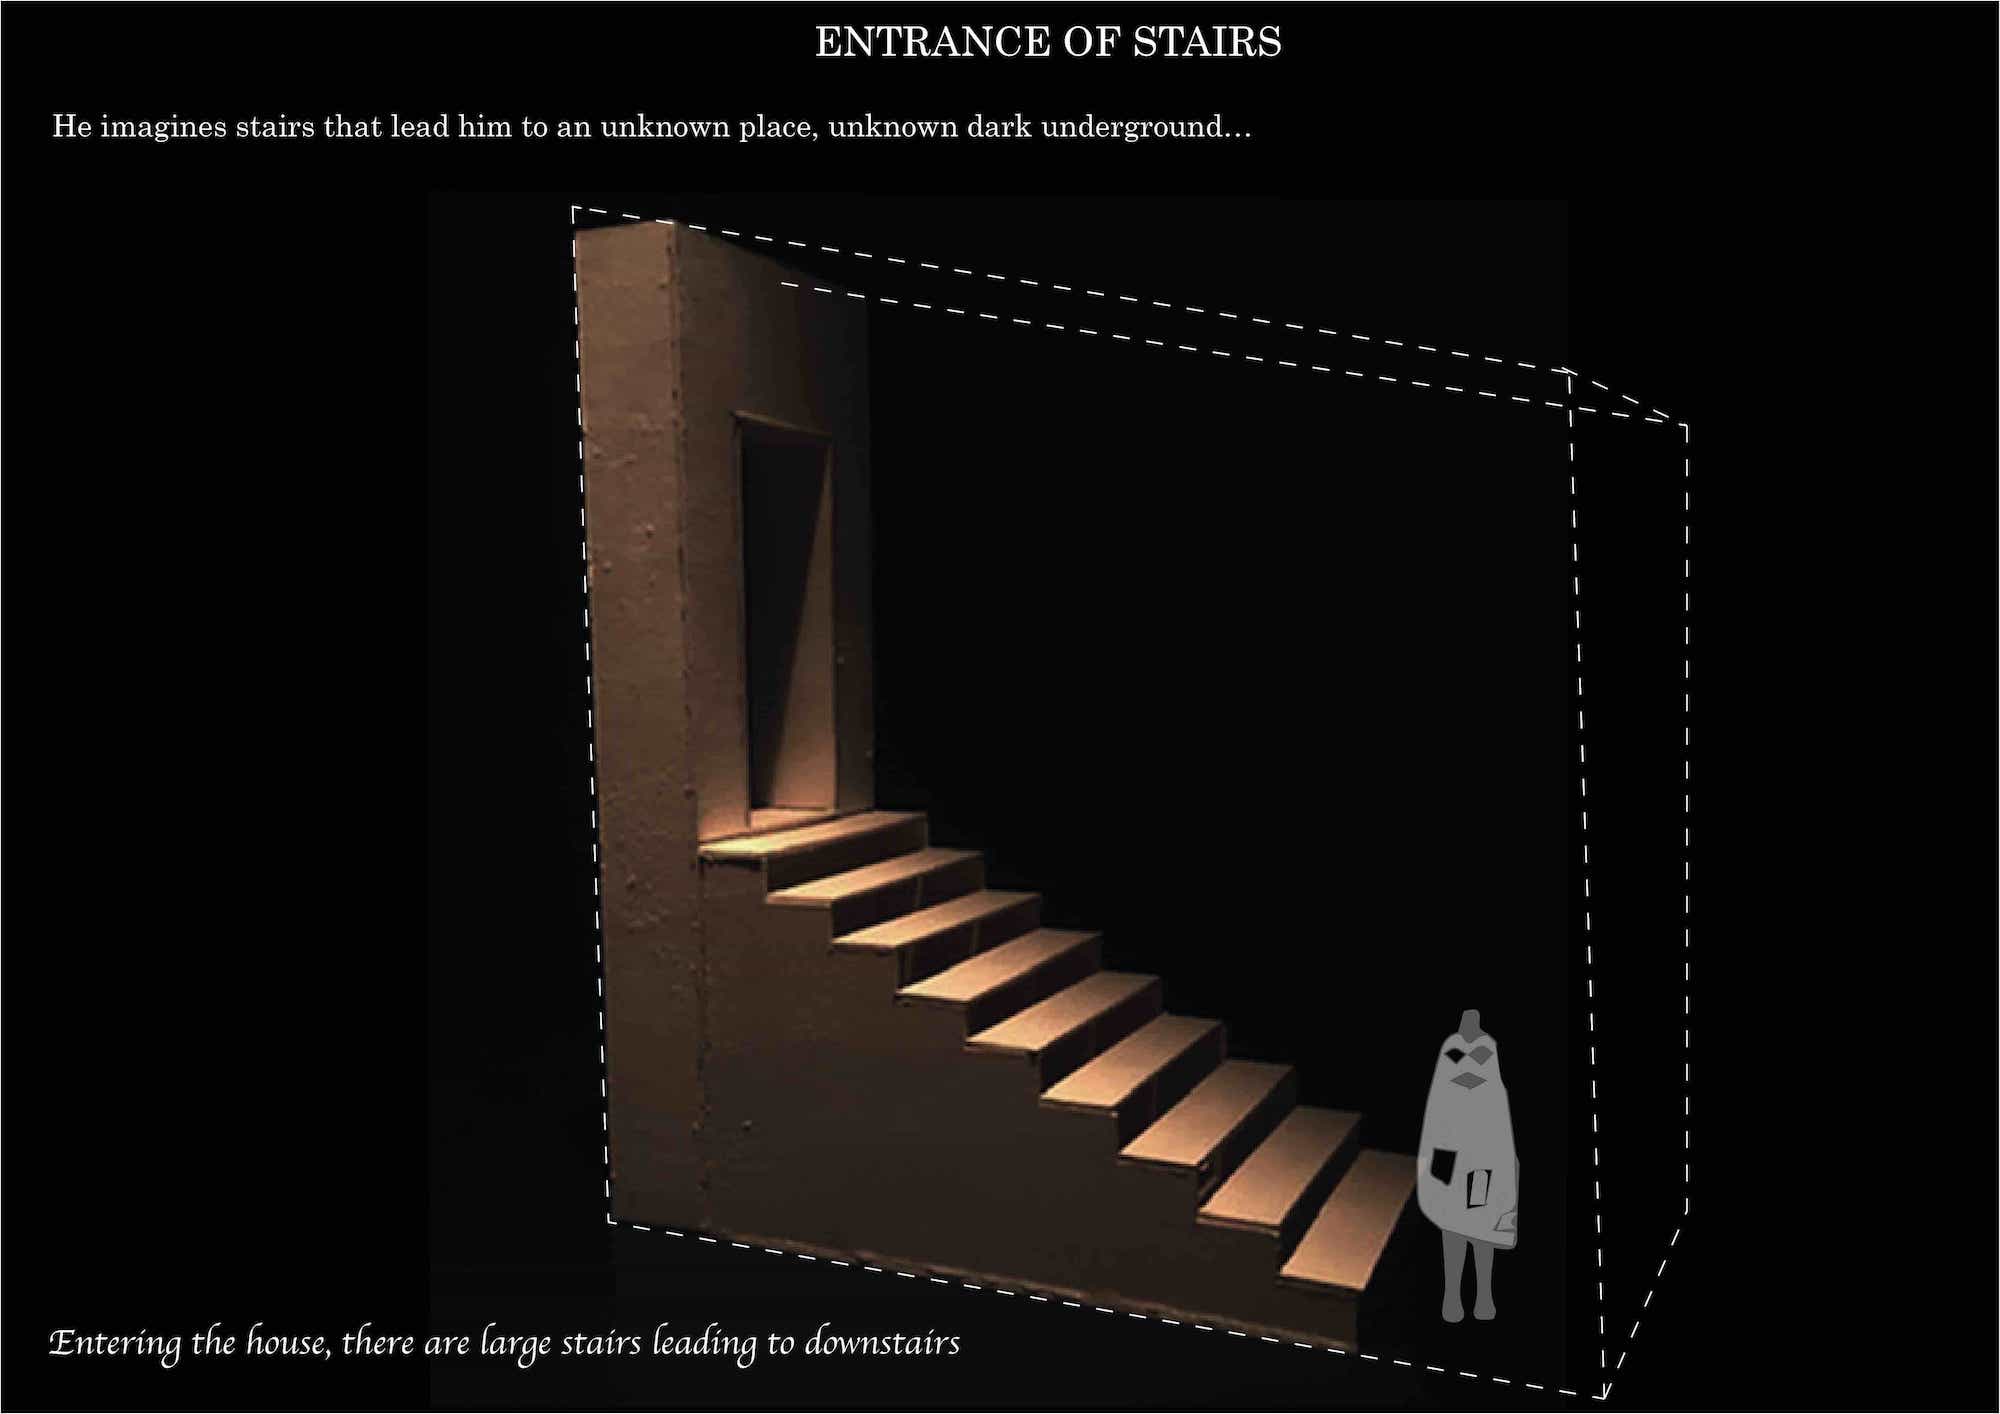 ENTRANCE OF STAIRS
He imagines stairs that lead him to an unknown place, unknown dark underground...
Entering the house, there are large stairs leading to downstairs